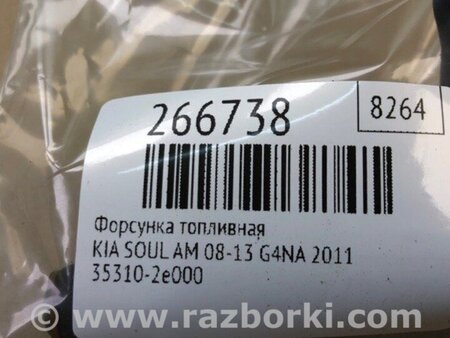 266738
8264
Форсунка топливная
KIA SOUL AM 08-13 G4NA 2011
35310-2e000
www.razborki.com